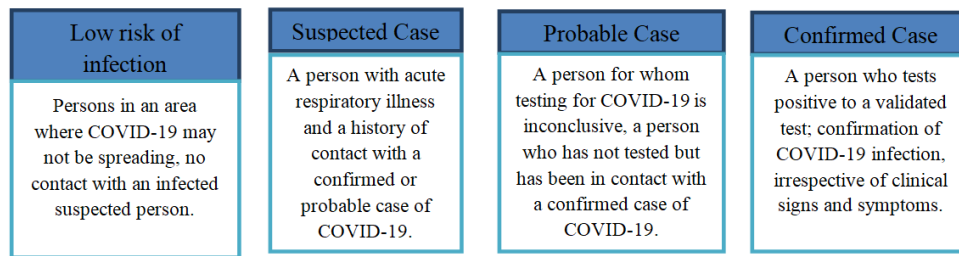 Low risk of
infection
Persons in an area
where COVID-19 may
not be spreading, no
contact with an infected
suspected person.
Suspected Case
A person with acute
respiratory illness
and a history of
contact with a
confirmed or
probable case of
COVID-19.
Probable Case
A person for whom
testing for COVID-19 is
inconclusive, a person
who has not tested but
has been in contact with
a confirmed case of
COVID-19.
Confirmed Case
A person who tests
positive to a validated
test; confirmation of
COVID-19 infection,
irrespective of clinical
signs and symptoms.